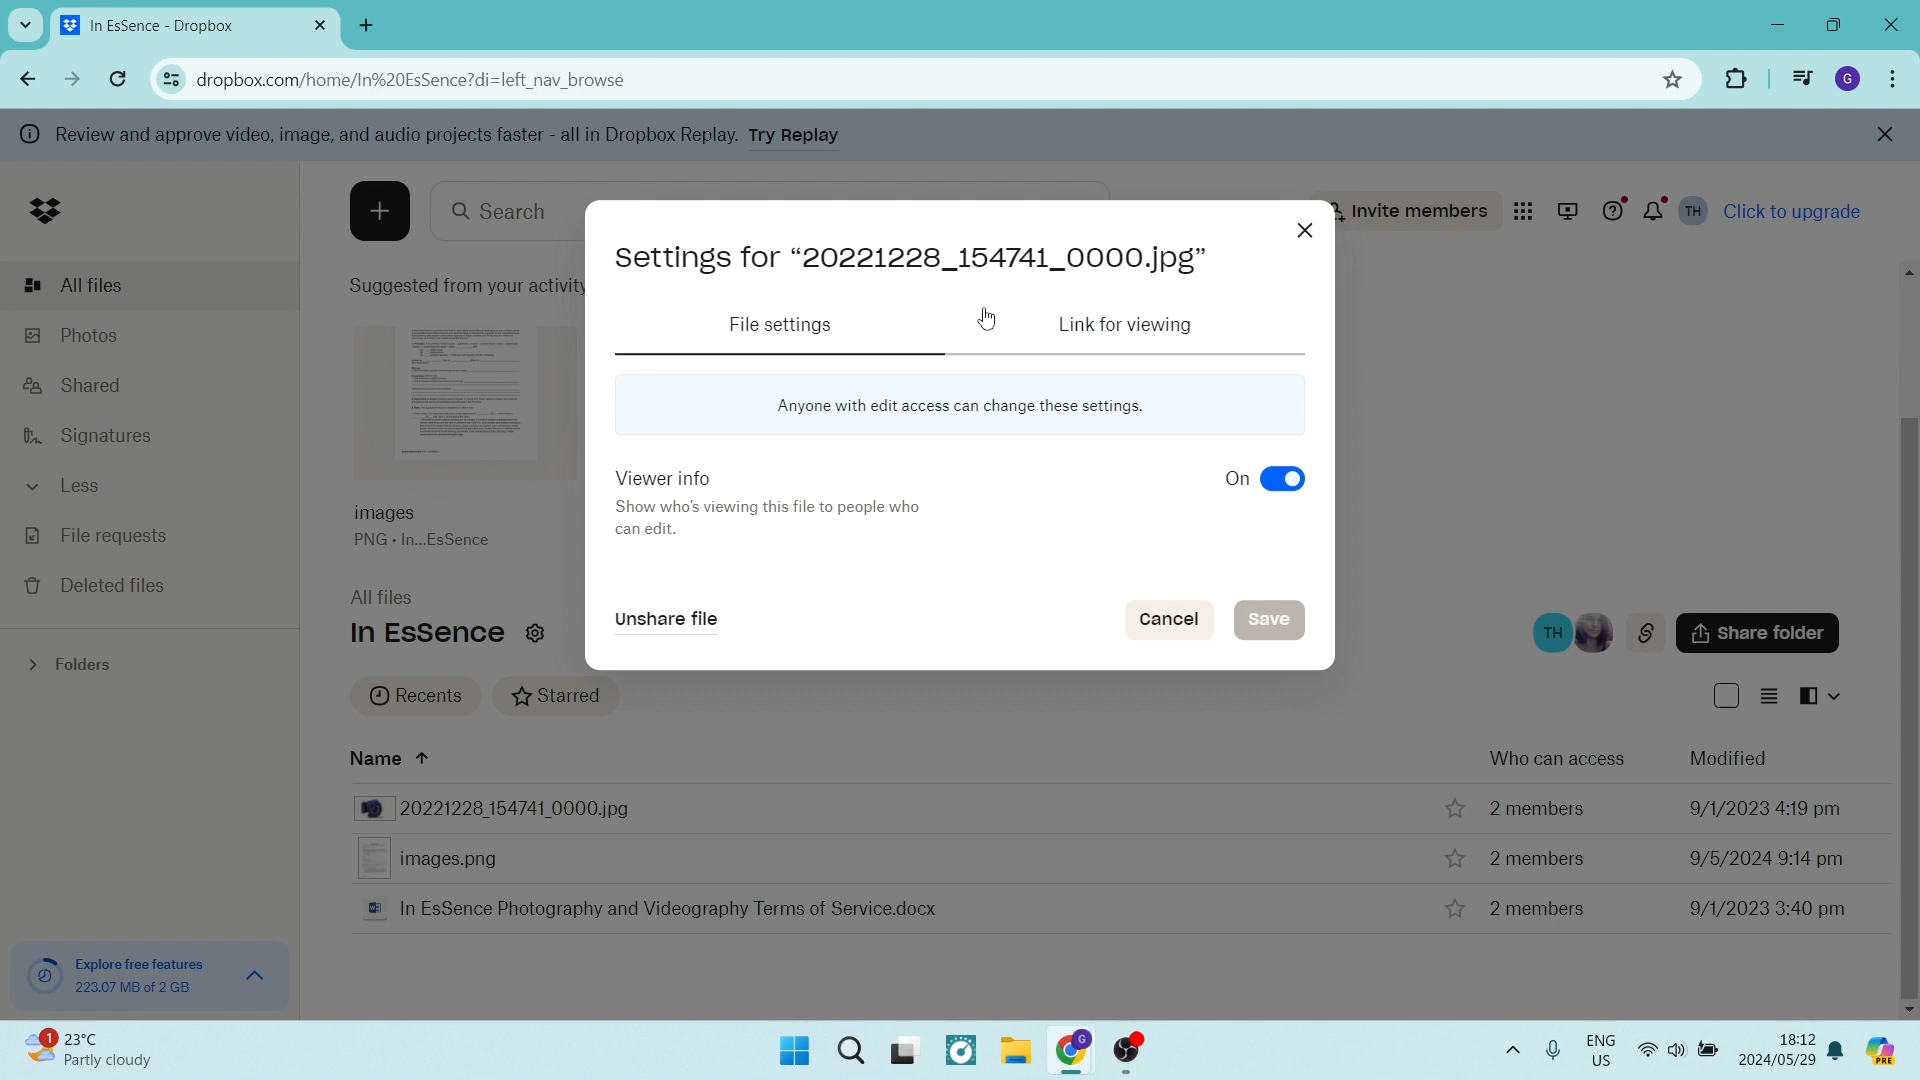 In EsSence - Dropbox
dropbox.com/home/In%20EsSence?di=left_nav_browse
G
Review and approve video, image, and audio projects faster - all in Dropbox Replay. Try Replay
Search
Invite members
TH
Click to upgrade
All files
Photos
Shared
Signatures
Less
File requests
Deleted files
Folders
Explore free features
223.07 MB of 2 GB
Suggested from your activity
images
PNG • In...EsSence
Settings for “20221228_154741_0000.jpg”
File settings
Link for viewing
Anyone with edit access can change these settings.
Viewer info
On
Show who's viewing this file to people who
can edit.
Unshare file
Cancel
Save
All files
In EsSence
TH
Share folder
Recents
Starred
Name
Who can access
Modified
20221228_154741_0000.jpg
2 members
9/1/2023 4:19 pm
images.png
2 members
9/5/2024 9:14 pm
In EsSence Photography and Videography Terms of Service.docx
2 members
9/1/2023 3:40 pm
1
23°C
Partly cloudy
G
ENG
US
18:12
2024/05/29
PRE